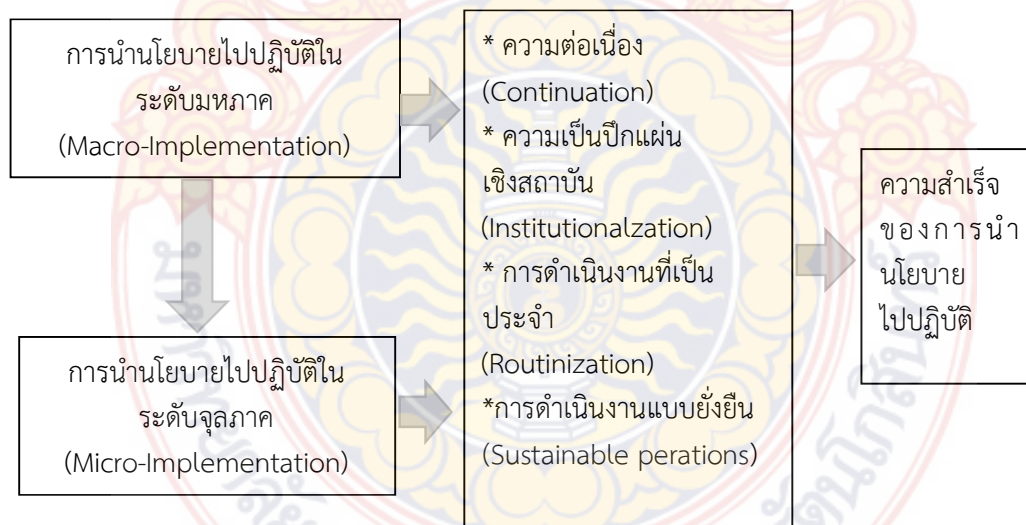 การนำนโยบายไปปฏิบัติใน
ระดับมหภาค
(Macro-Implementation)
การนำนโยบายไปปฏิบัติใน
ระดับจุลภาค
(Micro-Implementation)
* ความต่อเนื่อง
(Continuation)
* ความเป็นปึกแผ่น
เชิงสถาบัน
(Institutionalzation)
* การดำเนินงานที่เป็น
ประจำ
(Routinization)
*การดำเนินงานแบบยั่งยืน
(Sustainable perations)
ความสำเร็จ
ของการนำ
นโยบาย
ไปปฏิบัติ